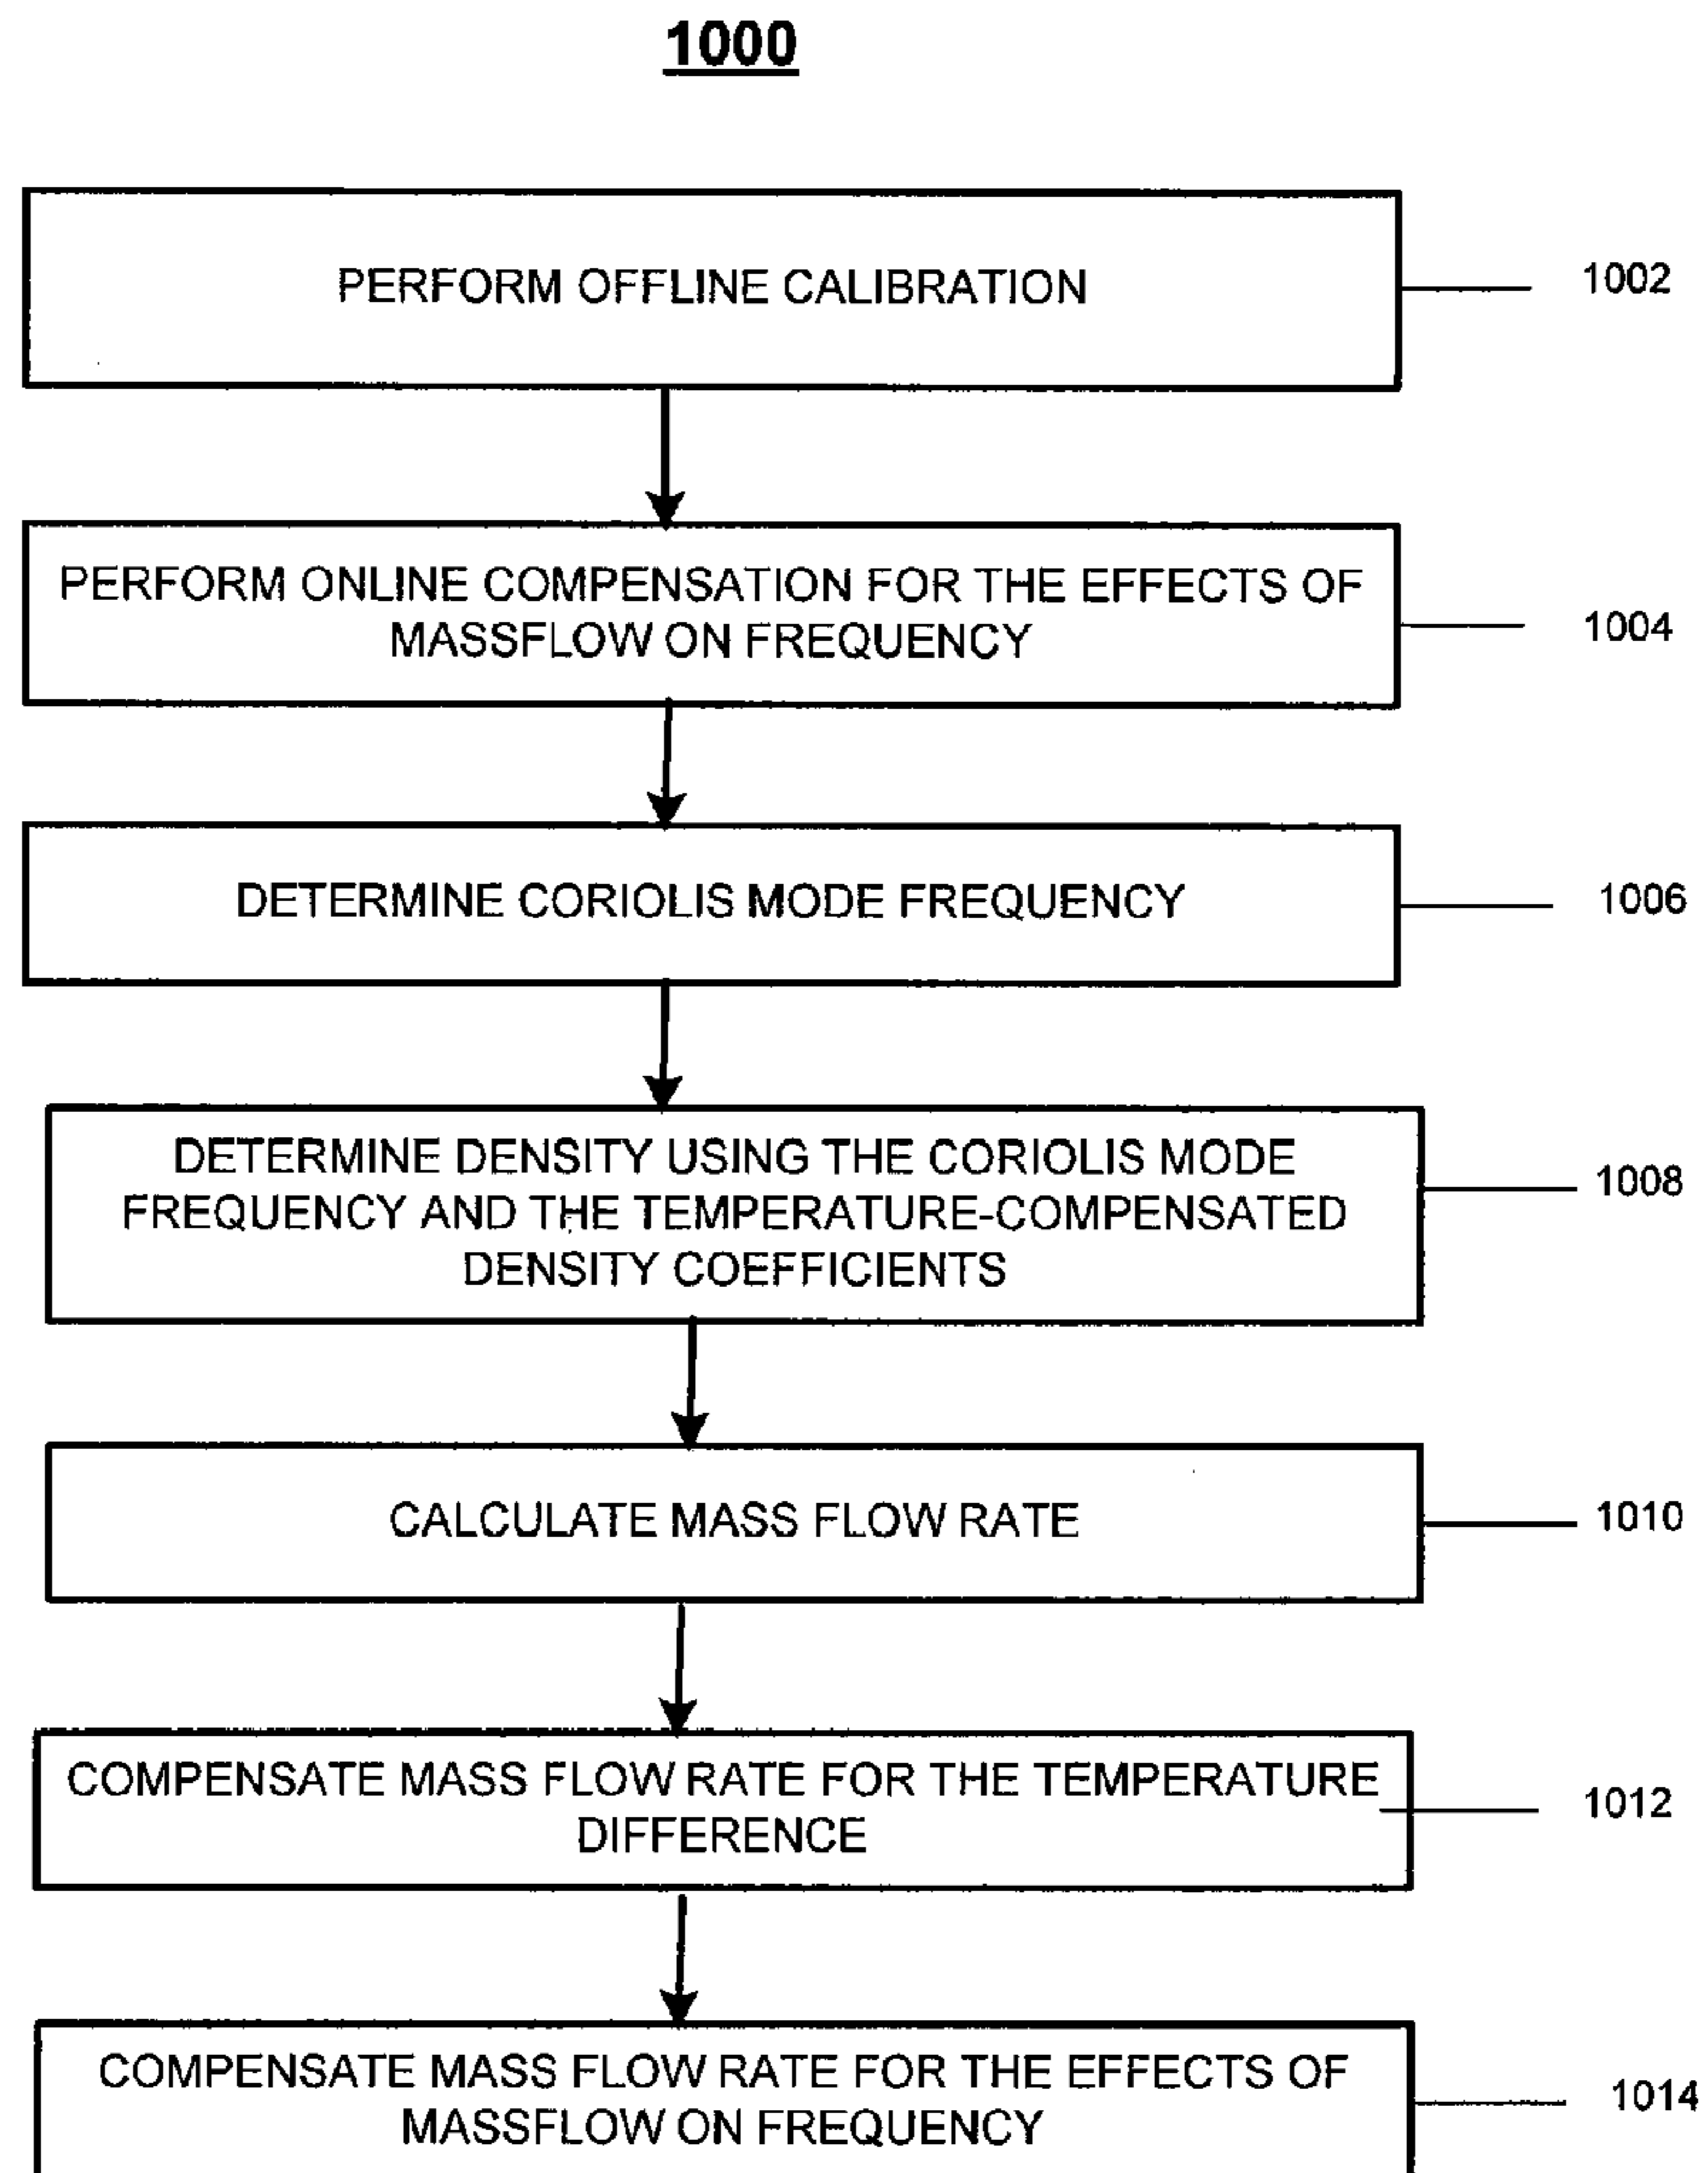 1000
PERFORM OFFLINE CALIBRATION
1002
PERFORM ONLINE COMPENSATION FOR THE EFFECTS OF
MASSFLOW ON FREQUENCY
1004
DETERMINE CORIOLIS MODE FREQUENCY
1006
DETERMINE DENSITY USING THE CORIOLIS MODE
FREQUENCY AND THE TEMPERATURE-COMPENSATED
DENSITY COEFFICIENTS
1008
CALCULATE MASS FLOW RATE
1010
COMPENSATE MASS FLOW RATE FOR THE TEMPERATURE
DIFFERENCE
1012
COMPENSATE MASS FLOW RATE FOR THE EFFECTS OF
MASSFLOW ON FREQUENCY
1014